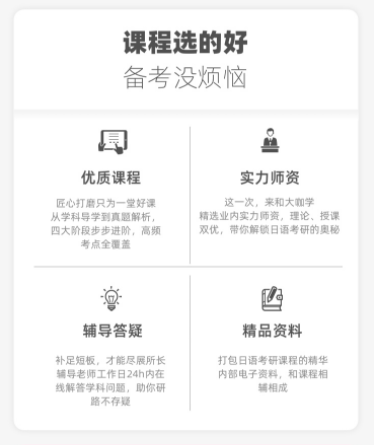 课程选的好
备考没烦恼
优质课程
匠心打磨只为一堂好课
从学科导学到真题解析，
四大阶段步步进阶，高频
考点全覆盖
实力师资
这一次，来和大咖学
精选业内实力师资，理论、授课
双优，带你解锁日语考研的奥秘
辅导答疑
补足短板，才能尽展所长
辅导老师工作日24h内在
线解答学科问题，助你研
路不存疑
精品资料
打包日语考研课程的精华
内部电子资料，和课程相
辅相成